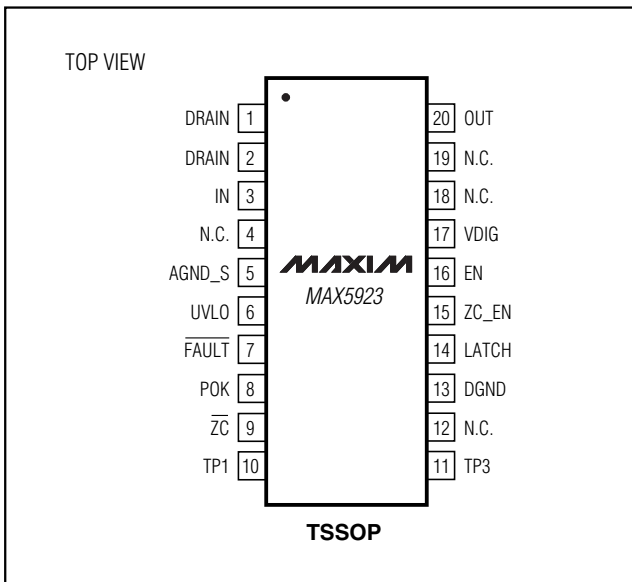 TOP VIEW
DRAIN 1
DRAIN 2
IN 3
N.C. 4
AGND_S 5
UVLO 6
F̅A̅U̅L̅T̅ 7
POK 8
Z̅C̅ 9
TP1 10
20 OUT
19 N.C.
18 N.C.
17 VDIG
16 EN
15 ZC_EN
14 LATCH
13 DGND
12 N.C.
11 TP3
MAXIM
MAX5923
TSSOP